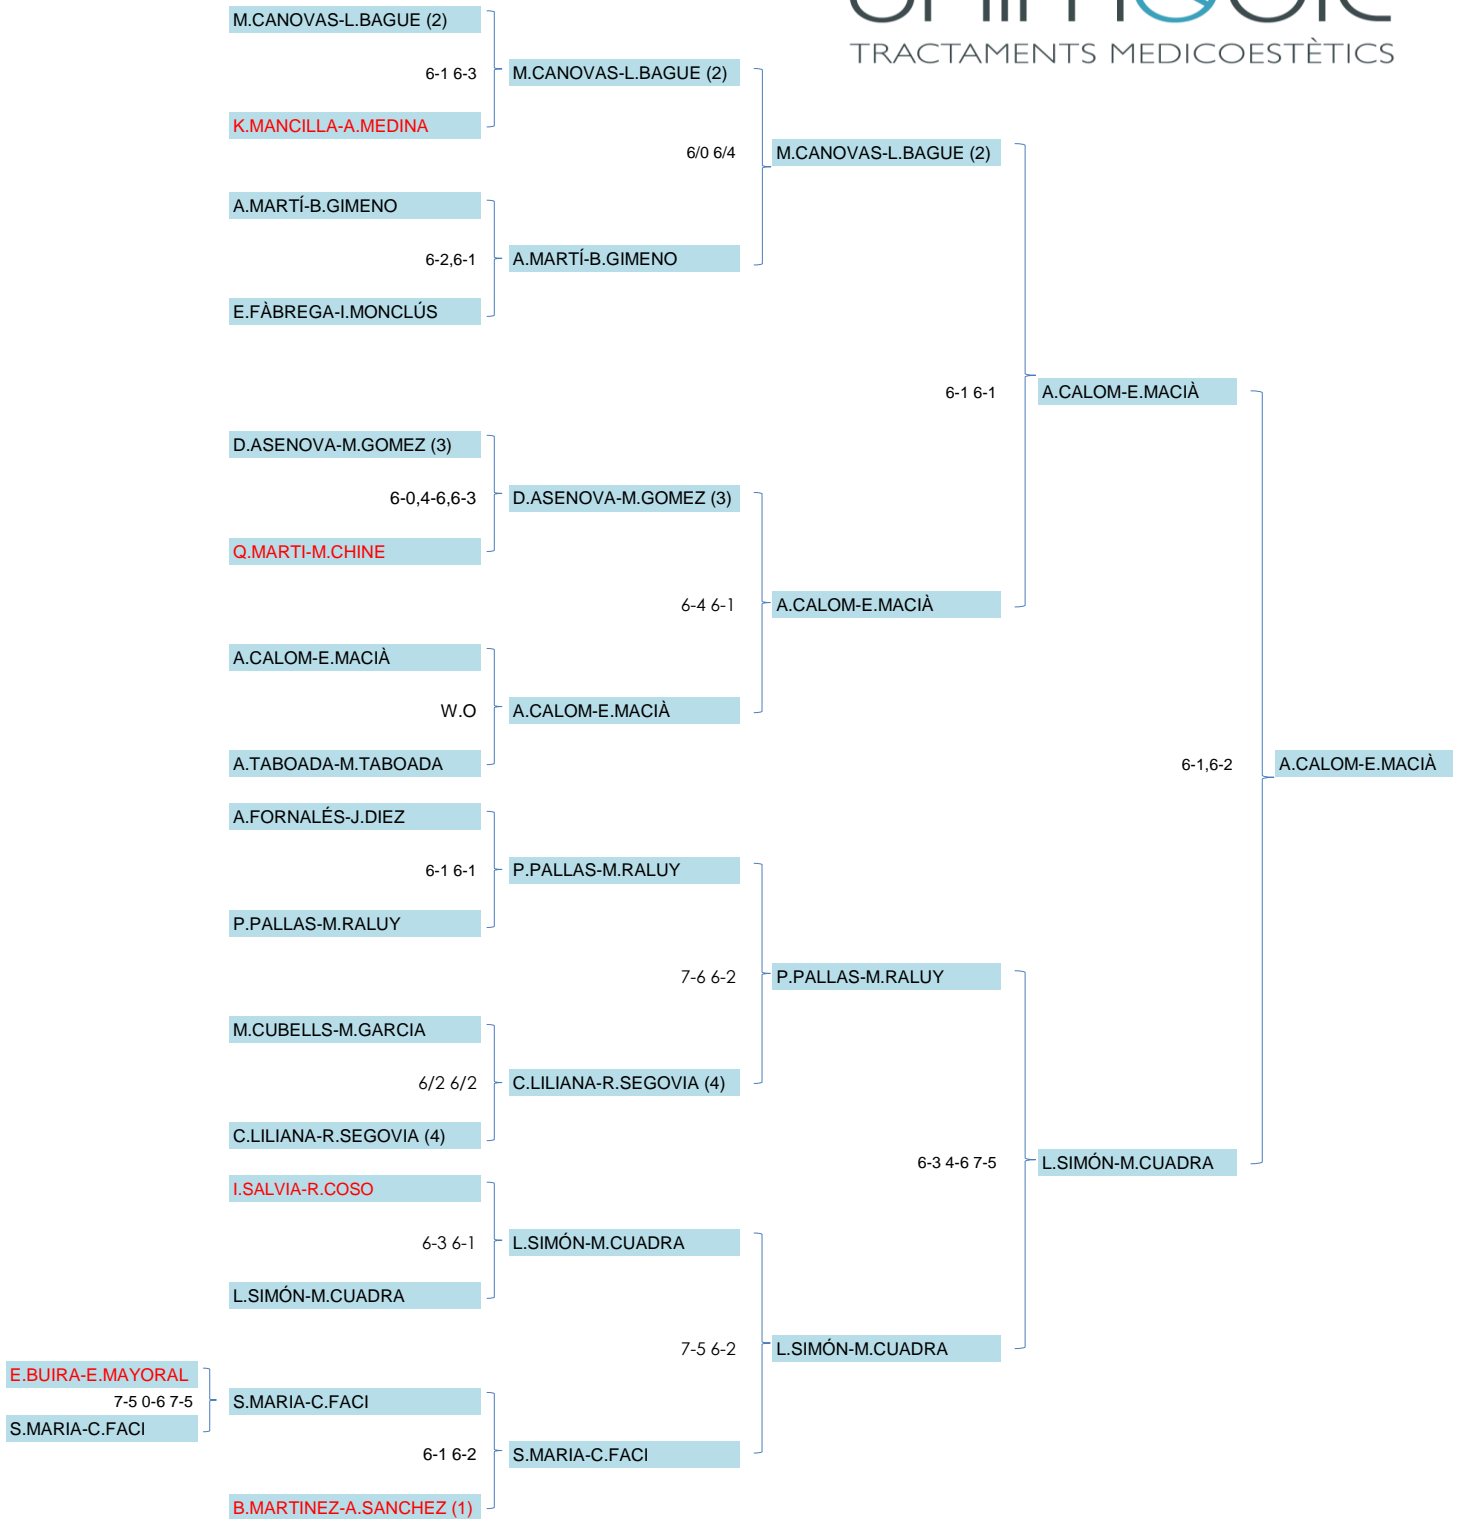 TRACTAMENTS MEDICOESTÈTICS
M.CANOVAS-L.BAGUE (2)
6-1 6-3
M.CANOVAS-L.BAGUE (2)
K.MANCILLA-A.MEDINA
6/0 6/4
M.CANOVAS-L.BAGUE (2)
A.MARTÍ-B.GIMENO
6-2,6-1
A.MARTÍ-B.GIMENO
E.FÀBREGA-I.MONCLÚS
6-1 6-1
A.CALOM-E.MACIÀ
D.ASENOVA-M.GOMEZ (3)
6-0,4-6,6-3
D.ASENOVA-M.GOMEZ (3)
Q.MARTI-M.CHINE
6-4 6-1
A.CALOM-E.MACIÀ
A.CALOM-E.MACIÀ
W.O
A.CALOM-E.MACIÀ
A.TABOADA-M.TABOADA
6-1,6-2
A.CALOM-E.MACIÀ
A.FORNALÉS-J.DIEZ
6-1 6-1
P.PALLAS-M.RALUY
P.PALLAS-M.RALUY
7-6 6-2
P.PALLAS-M.RALUY
M.CUBELLS-M.GARCIA
6/2 6/2
C.LILIANA-R.SEGOVIA (4)
C.LILIANA-R.SEGOVIA (4)
6-3 4-6 7-5
L.SIMÓN-M.CUADRA
I.SALVIA-R.COSO
6-3 6-1
L.SIMÓN-M.CUADRA
L.SIMÓN-M.CUADRA
7-5 6-2
L.SIMÓN-M.CUADRA
E.BUIRA-E.MAYORAL
7-5 0-6 7-5
S.MARIA-C.FACI
S.MARIA-C.FACI
6-1 6-2
S.MARIA-C.FACI
B.MARTINEZ-A.SANCHEZ (1)